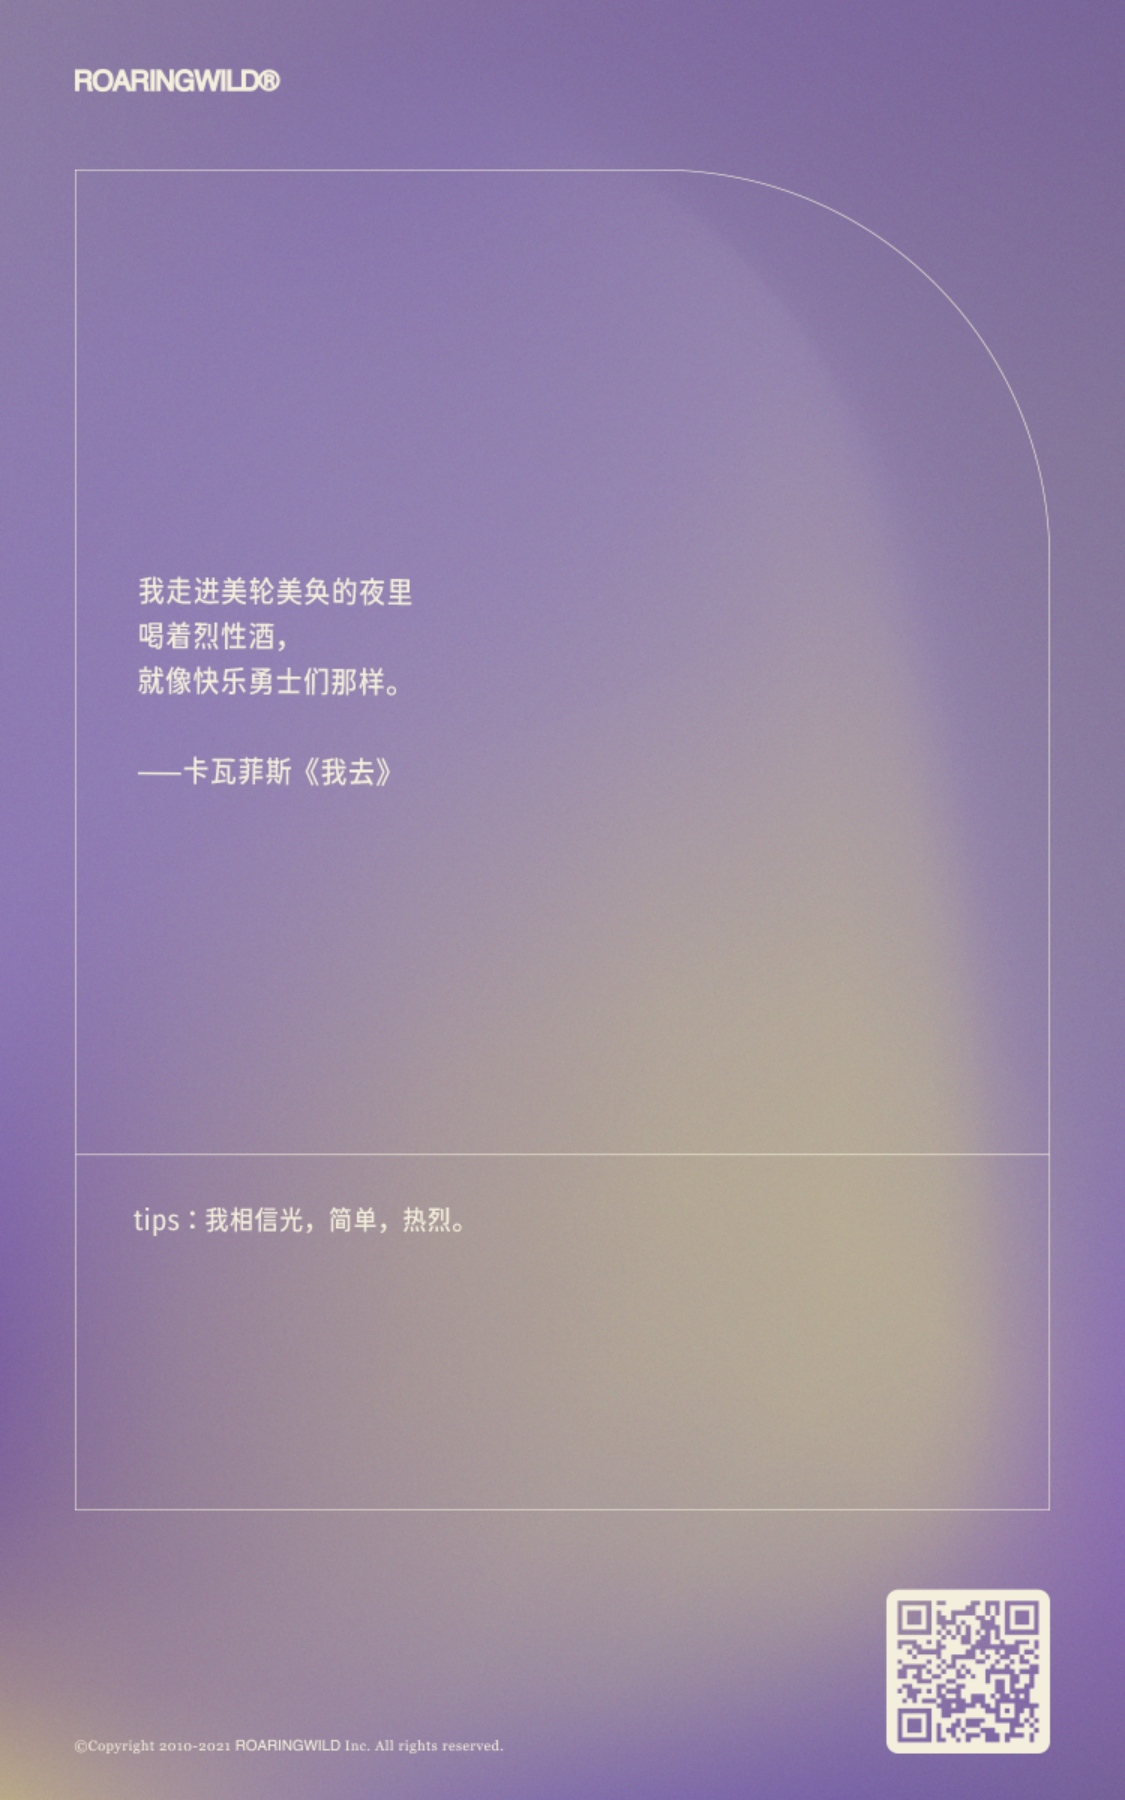 ROARINGWILD®
我走进美轮美奂的夜里
喝着烈性酒，
就像快乐勇士们那样。
——卡瓦菲斯《我去》
tips：我相信光，简单，热烈。
©Copyright 2010-2021 ROARINGWILD Inc. All rights reserved.